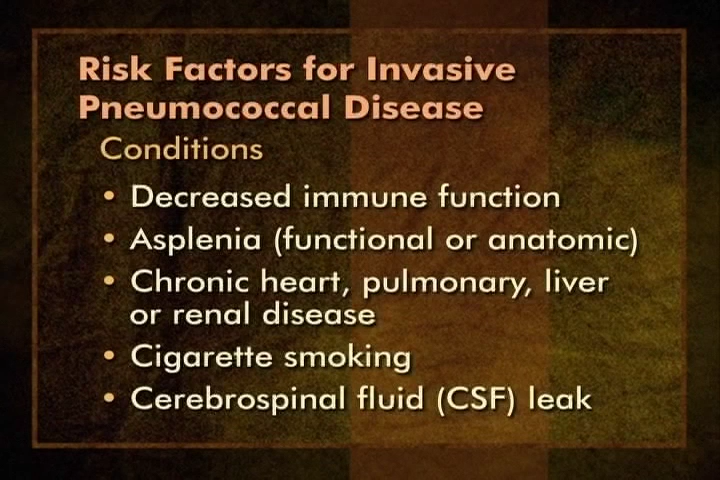 Risk Factors for Invasive
Pneumococcal Disease
Conditions
• Decreased immune function
• Asplenia (functional or anatomic)
• Chronic heart, pulmonary, liver
or renal disease
• Cigarette smoking
• Cerebrospinal fluid (CSF) leak